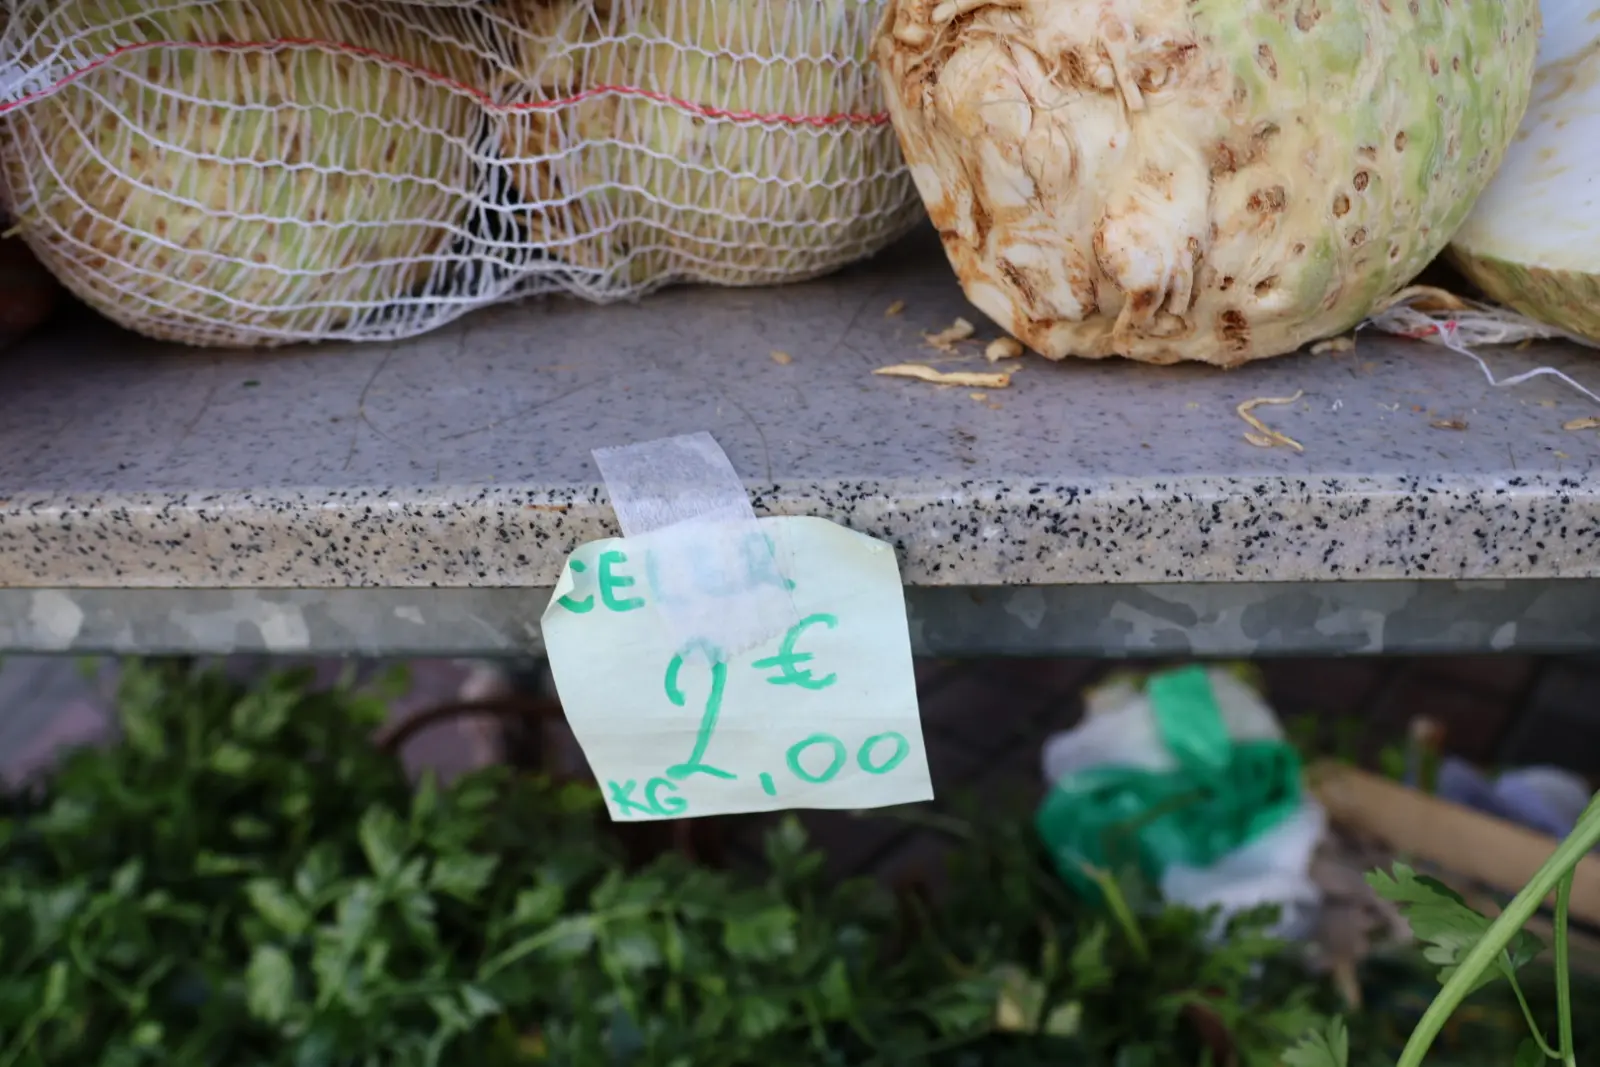 CELER
€
2,00
KG